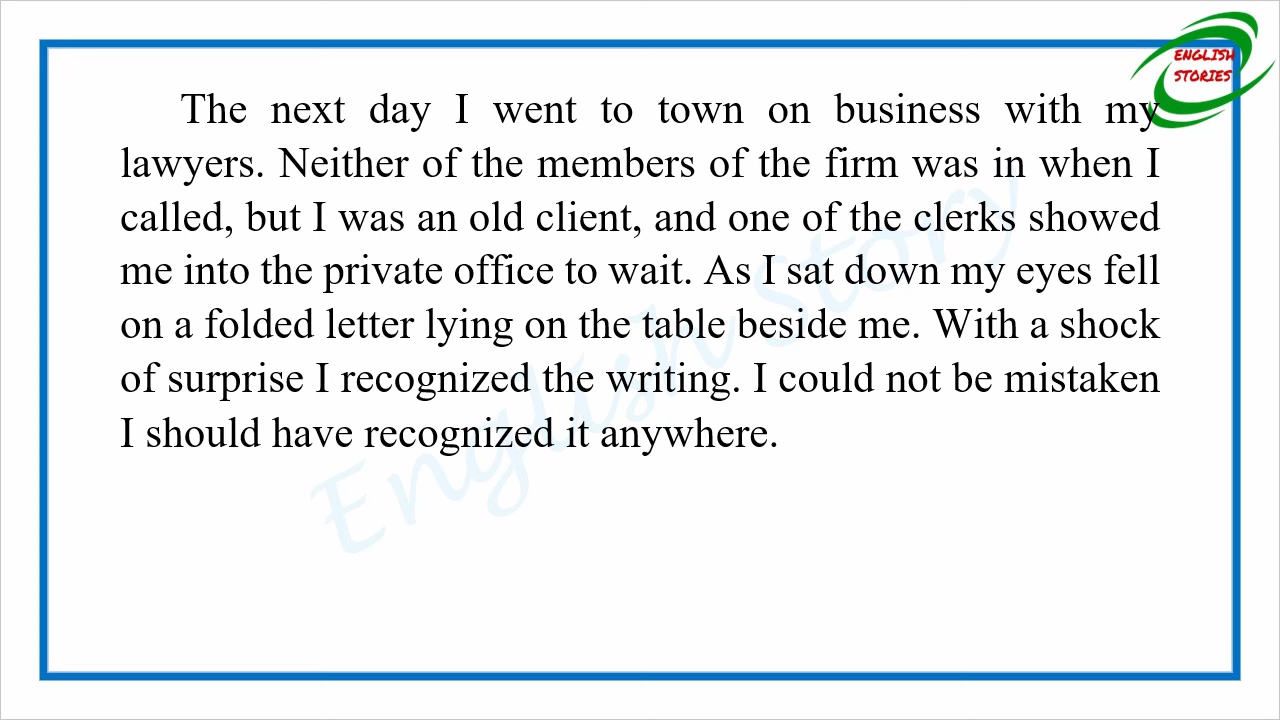 ENGLISH
STORIES
The next day I went to town on business with my
lawyers. Neither of the members of the firm was in when I
called, but I was an old client, and one of the clerks showed
me into the private office to wait. As I sat down my eyes fell
on a folded letter lying on the table beside me. With a shock
of surprise I recognized the writing. I could not be mistaken
I should have recognized it anywhere.
English Story